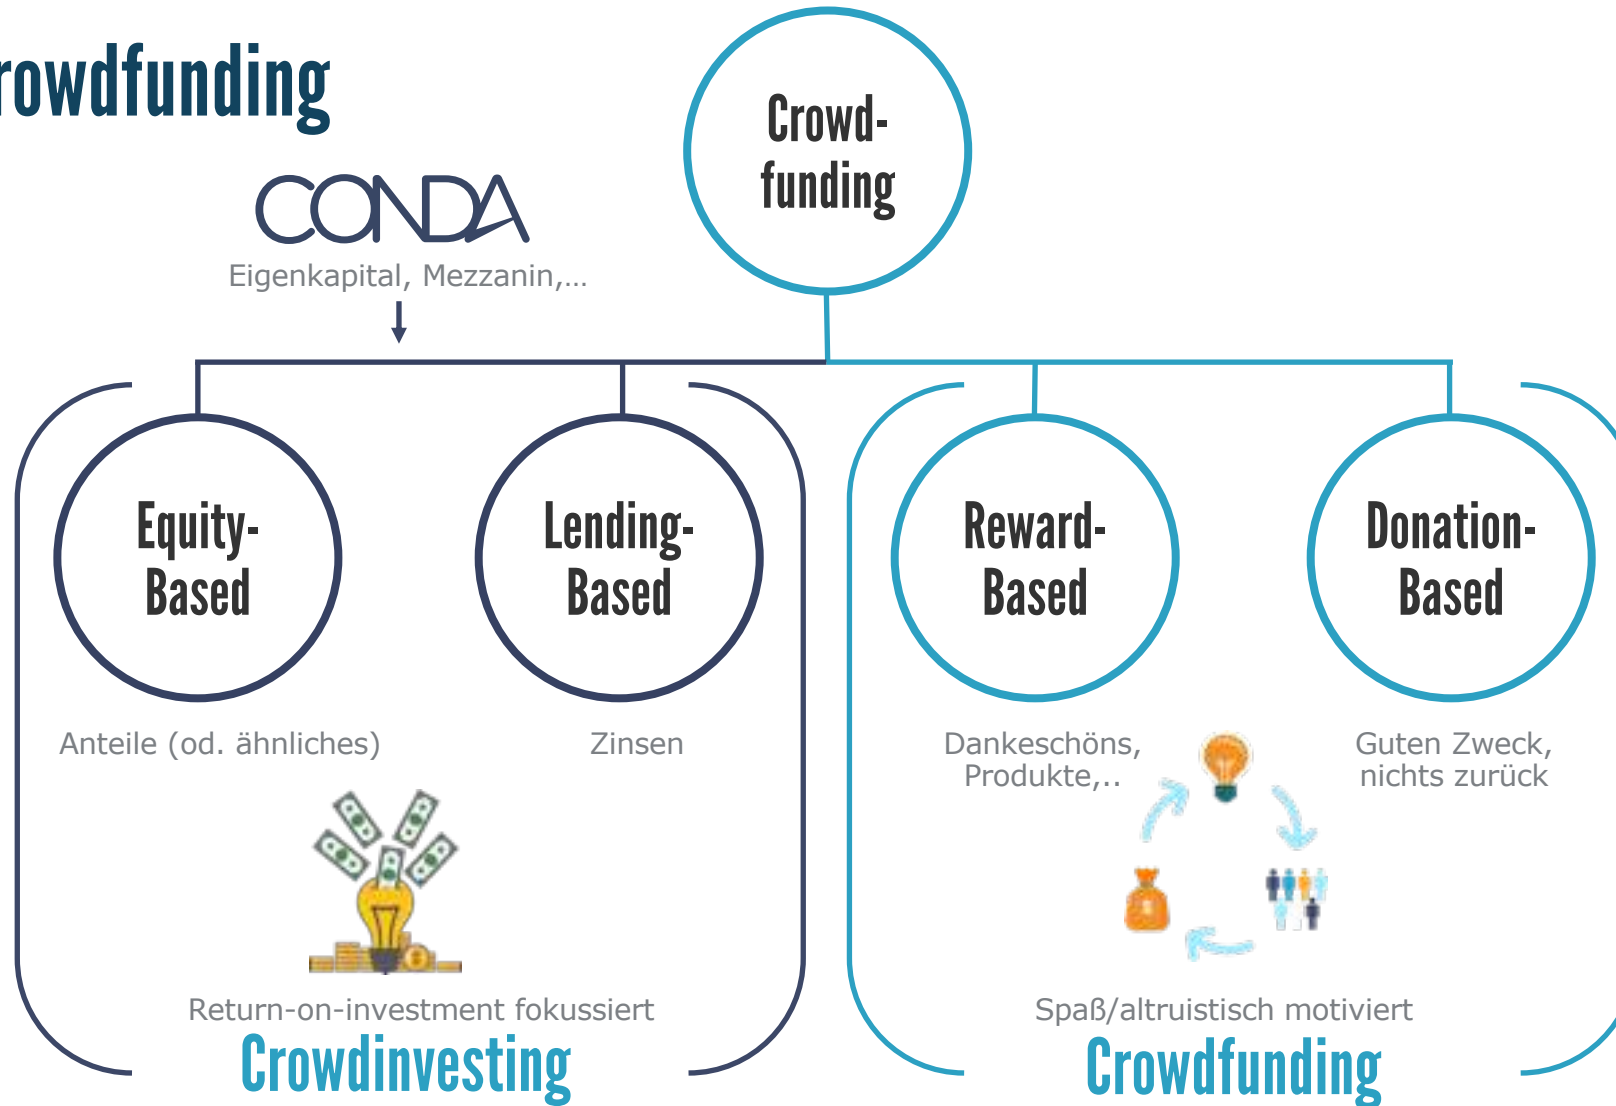 rowdfunding
Crowd-
funding
CONDA
Eigenkapital, Mezzanin,...
Equity-
Based
Lending-
Based
Reward-
Based
Donation-
Based
Anteile (od. ähnliches)
Zinsen
Dankeschöns,
Produkte,..
Guten Zweck,
nichts zurück
Return-on-investment fokussiert
Crowdinvesting
Spaß/altruistisch motiviert
Crowdfunding